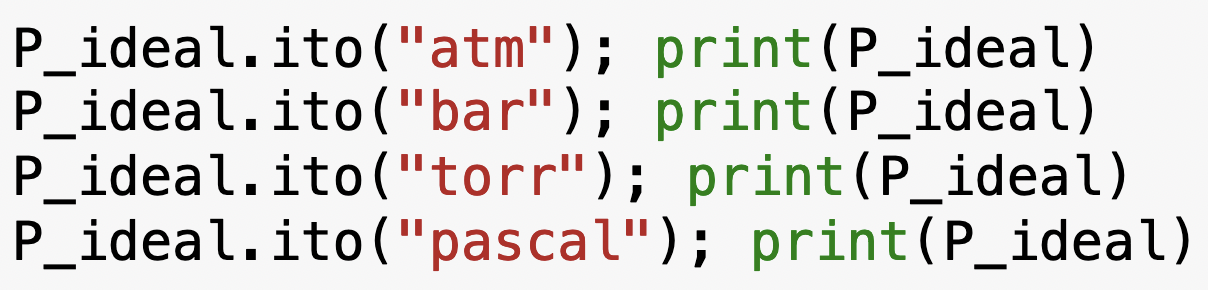 P_ideal.ito("atm"); print(P_ideal)
P_ideal.ito("bar"); print(P_ideal)
P_ideal.ito("torr"); print(P_ideal)
P_ideal.ito("pascal"); print(P_ideal)